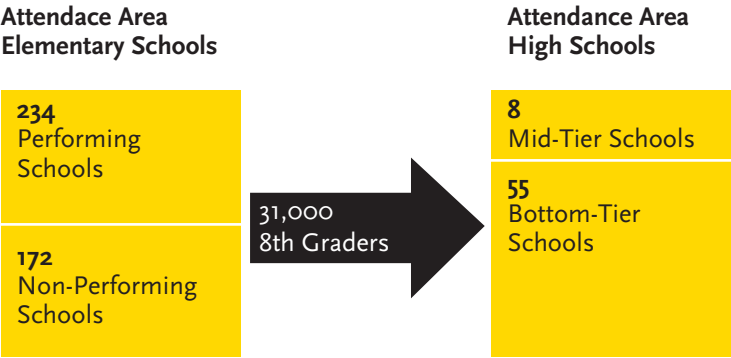 Attendace Area
Elementary Schools
234
Performing
Schools
172
Non-Performing
Schools
31,000
8th Graders
Attendance Area
High Schools
8
Mid-Tier Schools
55
Bottom-Tier
Schools